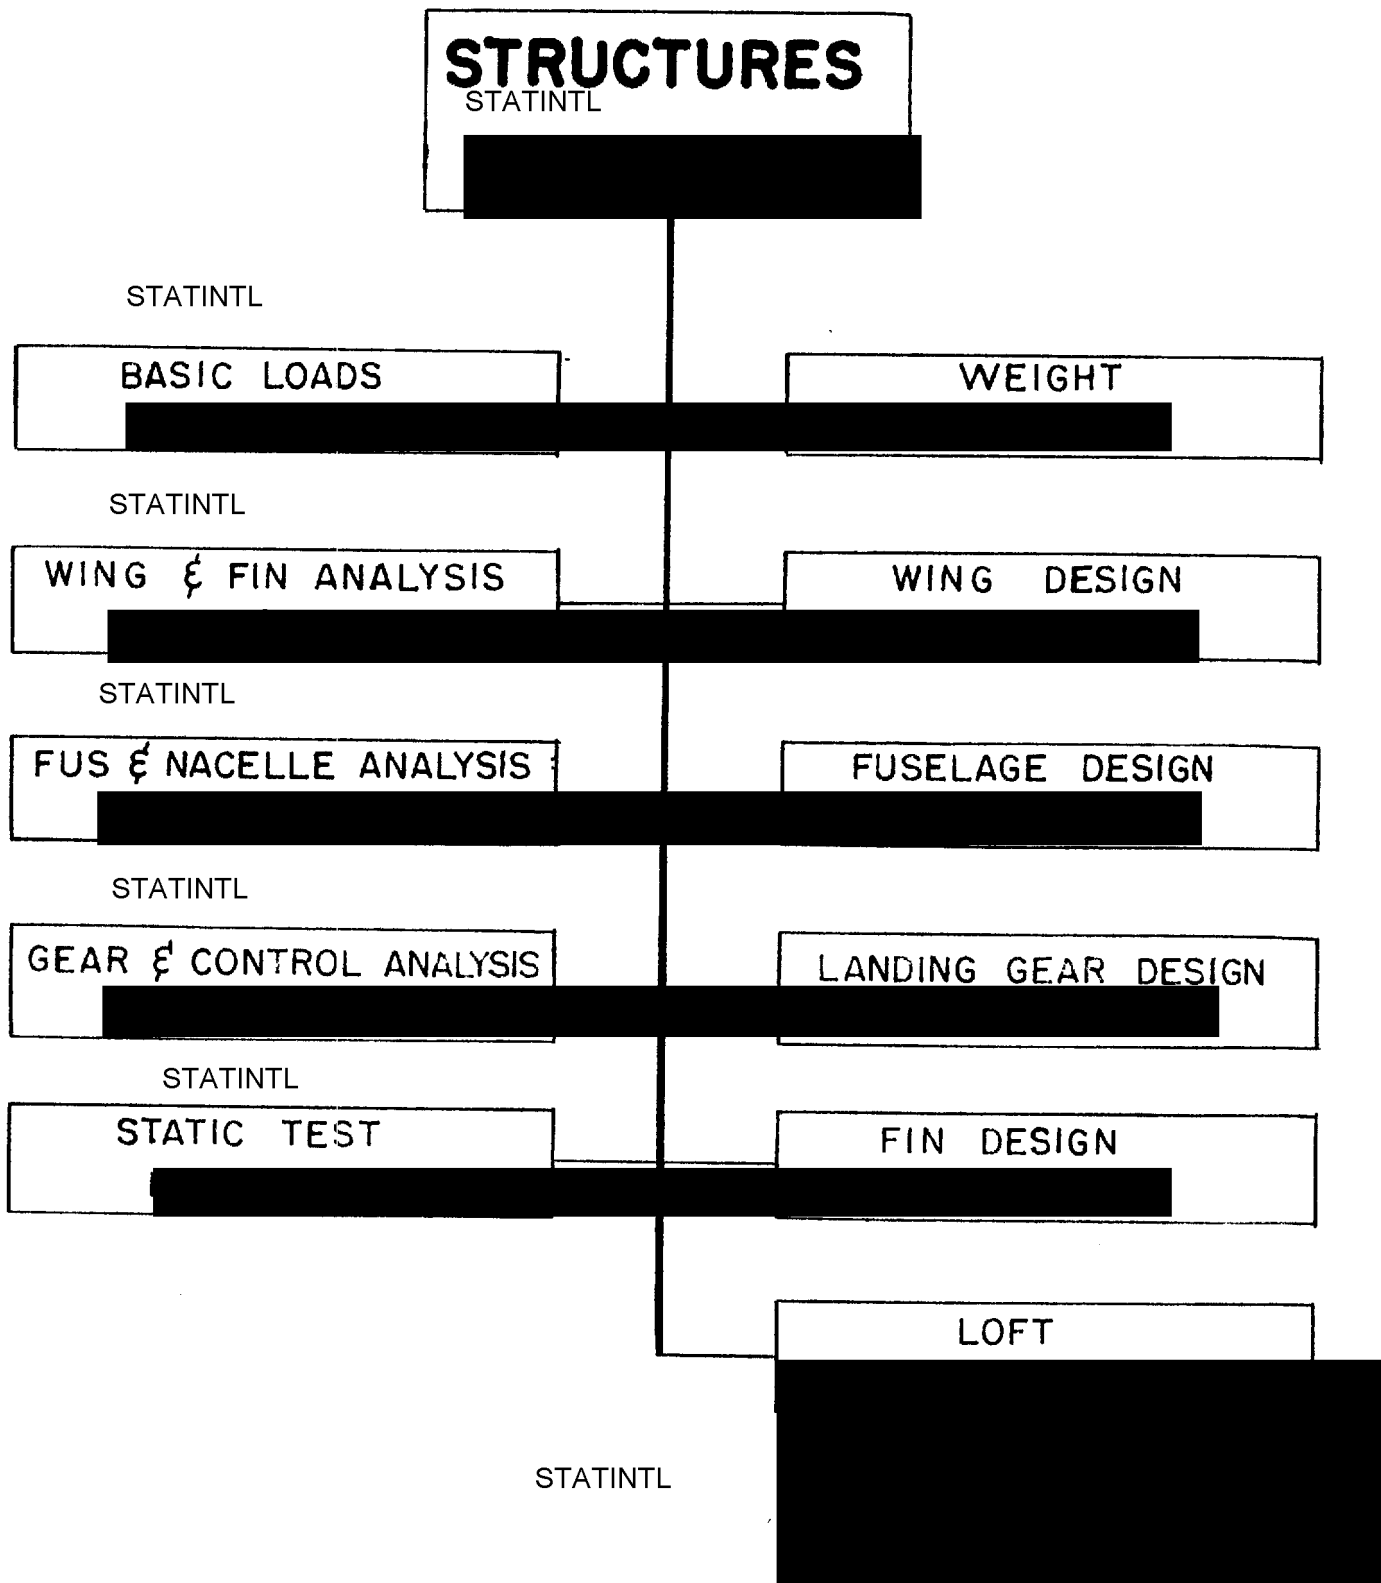 STRUCTURES
STATINTL
STATINTL
BASIC LOADS
WEIGHT
STATINTL
WING & FIN ANALYSIS
WING DESIGN
STATINTL
FUS & NACELLE ANALYSIS
FUSELAGE DESIGN
STATINTL
GEAR & CONTROL ANALYSIS
LANDING GEAR DESIGN
STATINTL
STATIC TEST
FIN DESIGN
LOFT
STATINTL